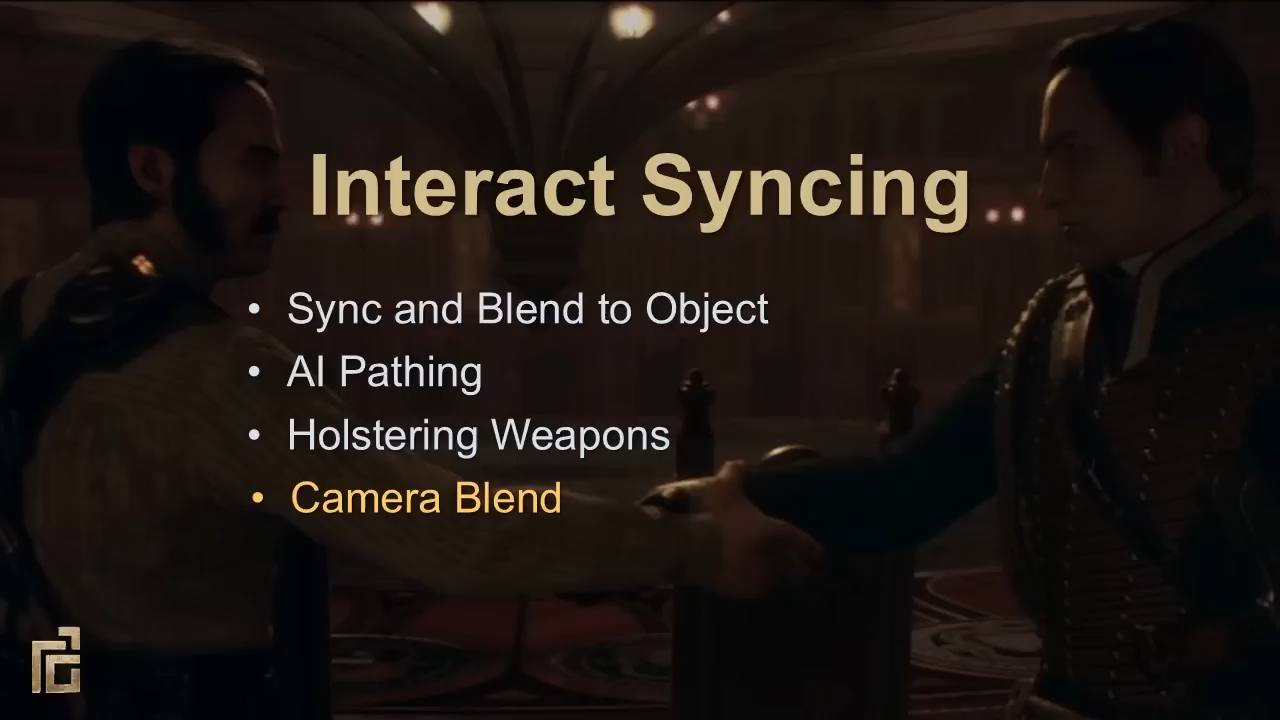 Interact Syncing
• Sync and Blend to Object
• AI Pathing
• Holstering Weapons
• Camera Blend